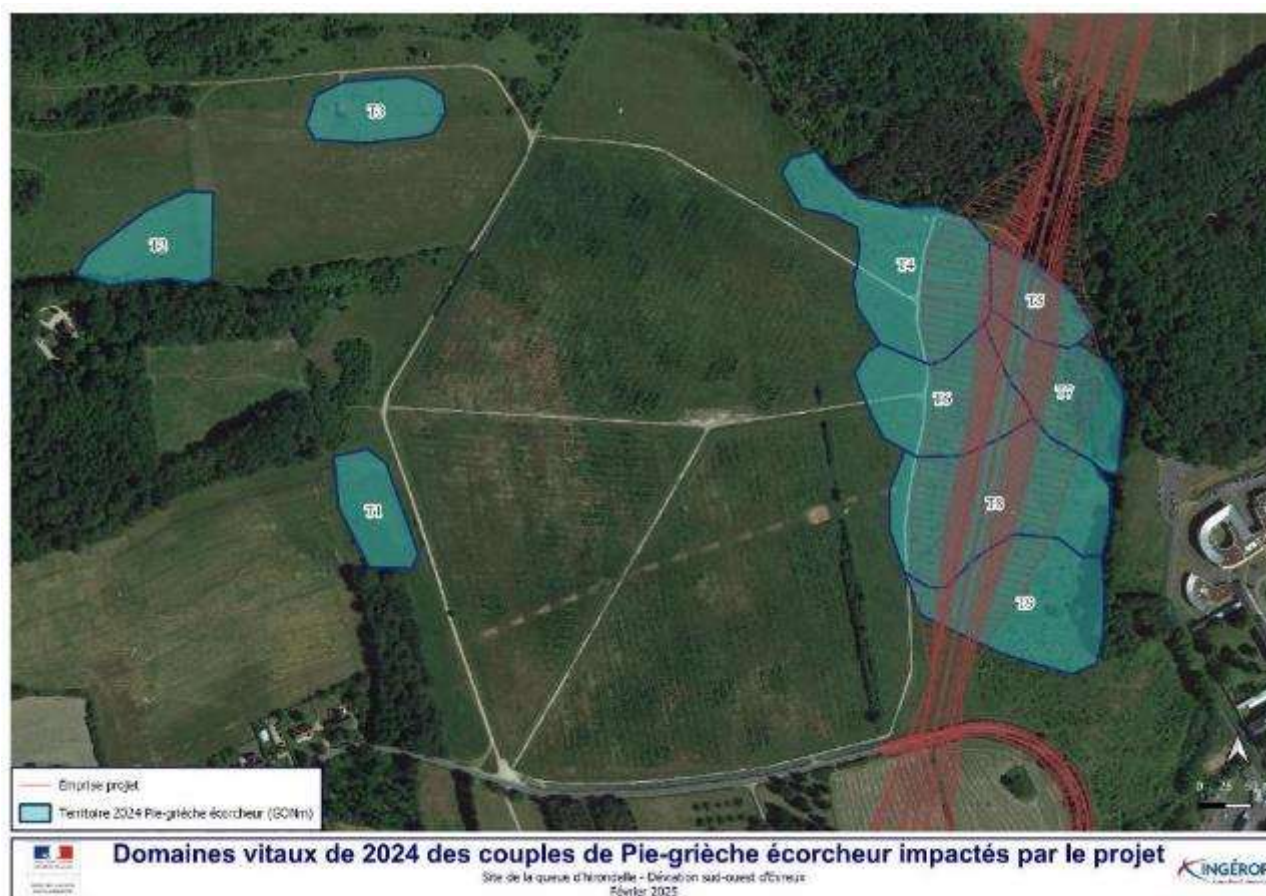 T3
T2
T4
T5
T6
T7
T1
T8
T9
Emprise projet
Territoire 2024 Pie-grièche écorcheur (GONm)
Domaines vitaux de 2024 des couples de Pie-grièche écorcheur impactés par le projet
Site de la queue d'hirondelle - Déviation sud-ouest d'Evreux
Février 2025
INGÉROP